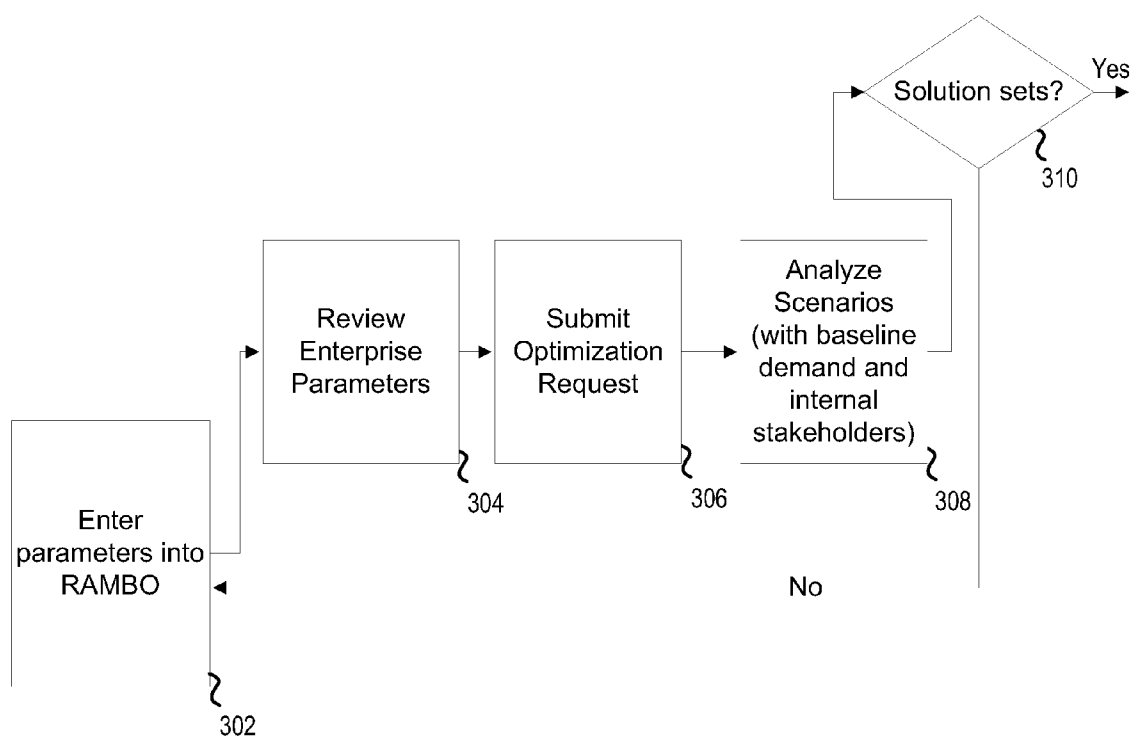 Enter
parameters into
RAMBO
302
Review
Enterprise
Parameters
304
Submit
Optimization
Request
306
Analyze
Scenarios
(with baseline
demand and
internal
stakeholders)
308
Solution sets?
310
Yes
No